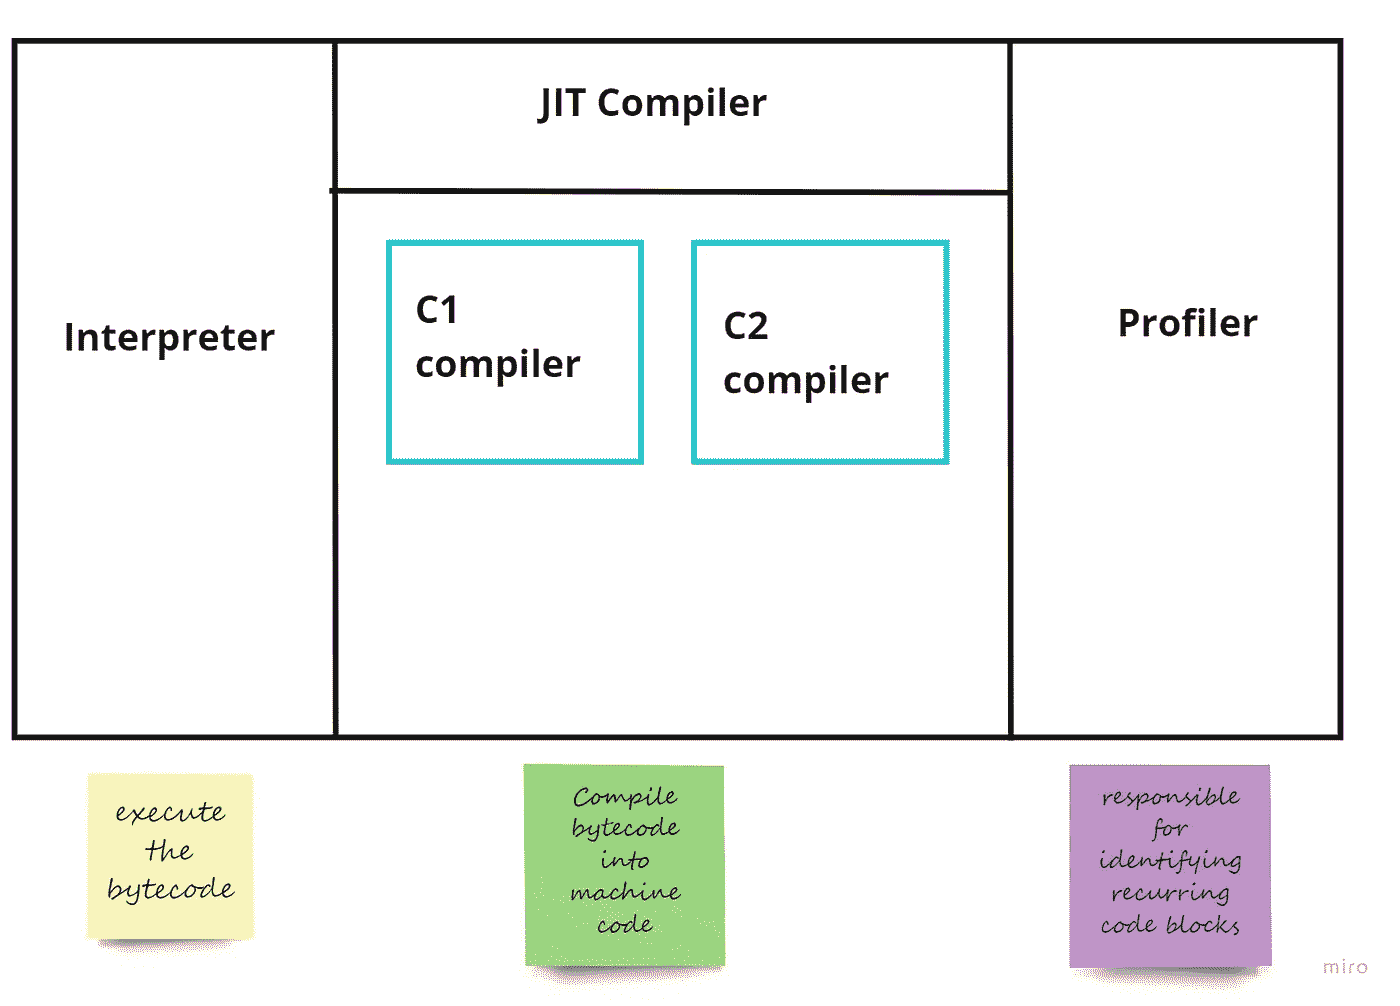 JIT Compiler
Interpreter
C1
compiler
C2
compiler
Profiler
execute
the
bytecode
Compile
bytecode
into
machine
code
responsible
for
identifying
recurring
code blocks
miro